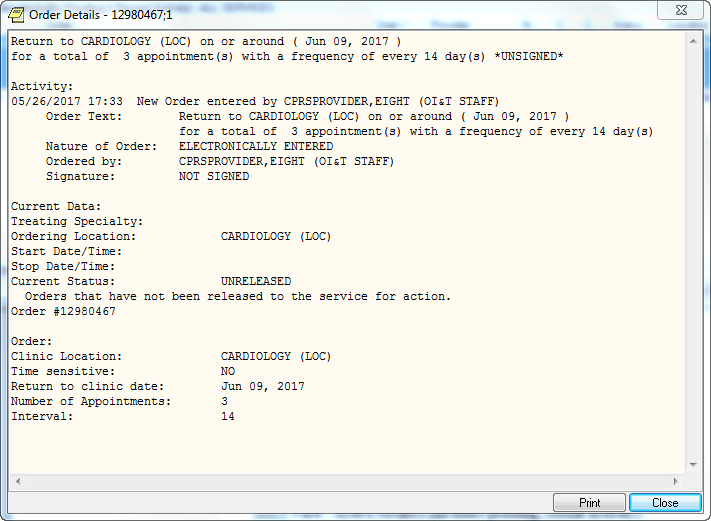 Order Details - 12980467;1
Return to CARDIOLOGY (LOC) on or around ( Jun 09, 2017 )
for a total of  3 appointment(s) with a frequency of every 14 day(s) *UNSIGNED*
Activity:
05/26/2017 17:33  New Order entered by CPRSPROVIDER,EIGHT (OI&T STAFF)
Order Text:        Return to CARDIOLOGY (LOC) on or around ( Jun 09, 2017 )
for a total of  3 appointment(s) with a frequency of every 14 day(s)
Nature of Order:   ELECTRONICALLY ENTERED
Ordered by:        CPRSPROVIDER,EIGHT (OI&T STAFF)
Signature:         NOT SIGNED
Current Data:
Treating Specialty:
Ordering Location:             CARDIOLOGY (LOC)
Start Date/Time:
Stop Date/Time:
Current Status:                UNRELEASED
Orders that have not been released to the service for action.
Order #12980467
Order:
Clinic Location:               CARDIOLOGY (LOC)
Time sensitive:                NO
Return to clinic date:         Jun 09, 2017
Number of Appointments:        3
Interval:                      14
Print Close